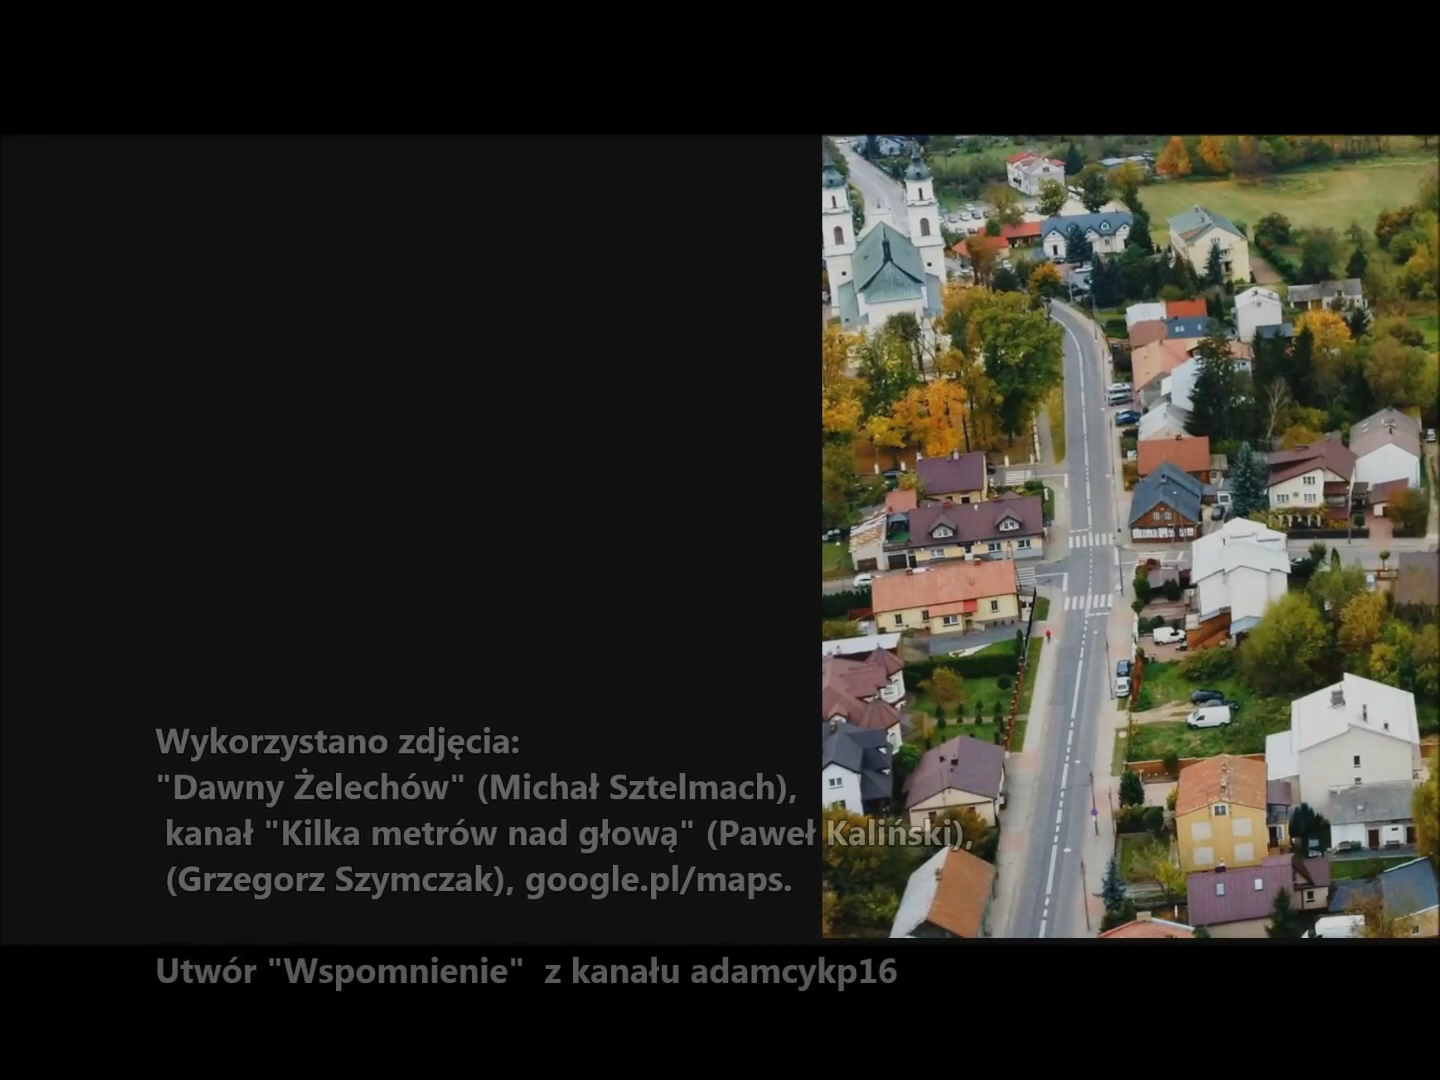 Wykorzystano zdjęcia:
"Dawny Żelechów" (Michał Sztelmach),
kanał "Kilka metrów nad głową" (Paweł Kaliński),
(Grzegorz Szymczak), google.pl/maps.
Utwór "Wspomnienie" z kanału adamcykp16